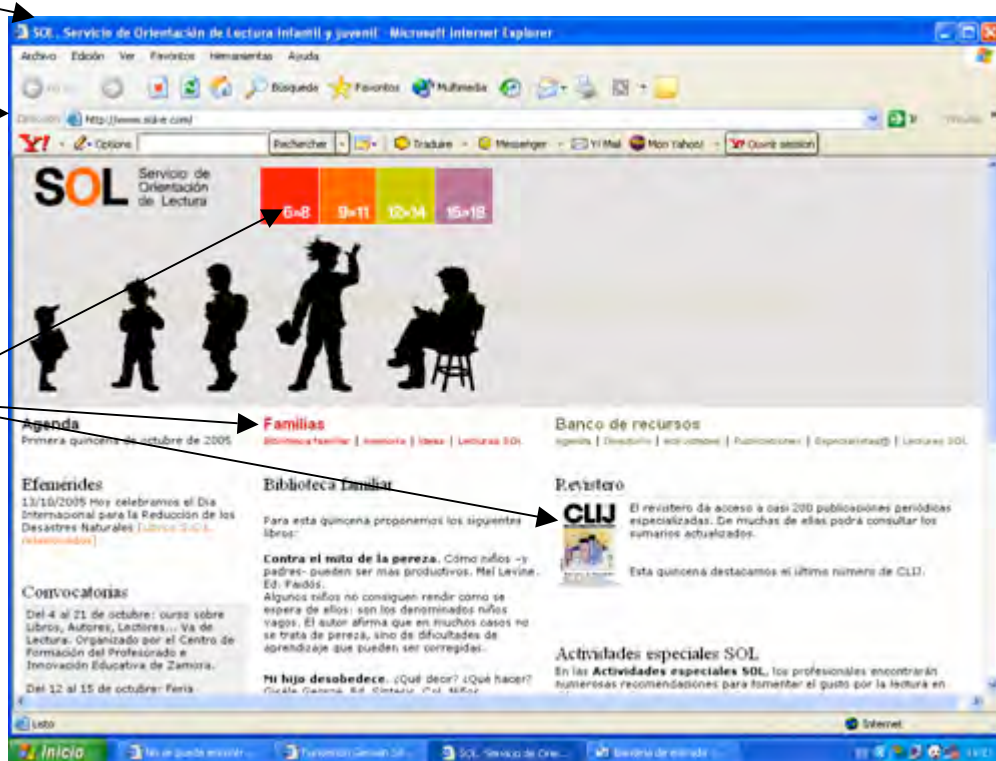 SOL. Servicio de Orientación de Lectura infantil y juvenil - Microsoft Internet Explorer
Archivo Edición Ver Favoritos Herramientas Ayuda
Búsqueda Favoritos Multimedia
Dirección
Rechercher Traduire Messenger Y! Mail Mon Yahoo! Ouvrir session
SOL Servicio de
Orientación
de Lectura
6>8 9>11 12>14 15>18
Agenda
Primera quincena de octubre de 2005
Efemérides
13/10/2005 Hoy celebramos el Día
Internacional para la Reducción de los
Desastres Naturales
Convocatorias
Del 4 al 21 de octubre: curso sobre
Libros, Autores, Lectores... Va de
Lectura. Organizado por el Centro de
Formación del Profesorado e
Innovación Educativa de Zamora.
Del 12 al 15 de octubre: Feria
Familias
Biblioteca familiar | memoria | Ideas | Lecturas SOL
Biblioteca familiar
Para esta quincena proponemos los siguientes
libros:
Contra el mito de la pereza. Cómo niños -y
padres- pueden ser más productivos. Mel Levine.
Ed. Paidós.
Algunos niños no consiguen rendir como se
espera de ellos: son los denominados niños
vagos. El autor afirma que en muchos casos no
se trata de pereza, sino de dificultades de
aprendizaje que pueden ser corregidas.
Mi hijo desobedece. ¿Qué decir? ¿Qué hacer?
Banco de recursos
Agenda | Directorio | Actividades | Publicaciones | Especialistas@ | Lecturas SOL
Revistero
CLIJ
El revistero da acceso a casi 200 publicaciones periódicas
especializadas. De muchas de ellas podrá consultar los
sumarios actualizados.
Esta quincena destacamos el último número de CLIJ.
Actividades especiales SOL
En las Actividades especiales SOL, los profesionales encontrarán
numerosas recomendaciones para fomentar el gusto por la lectura en
Listo Internet
Inicio